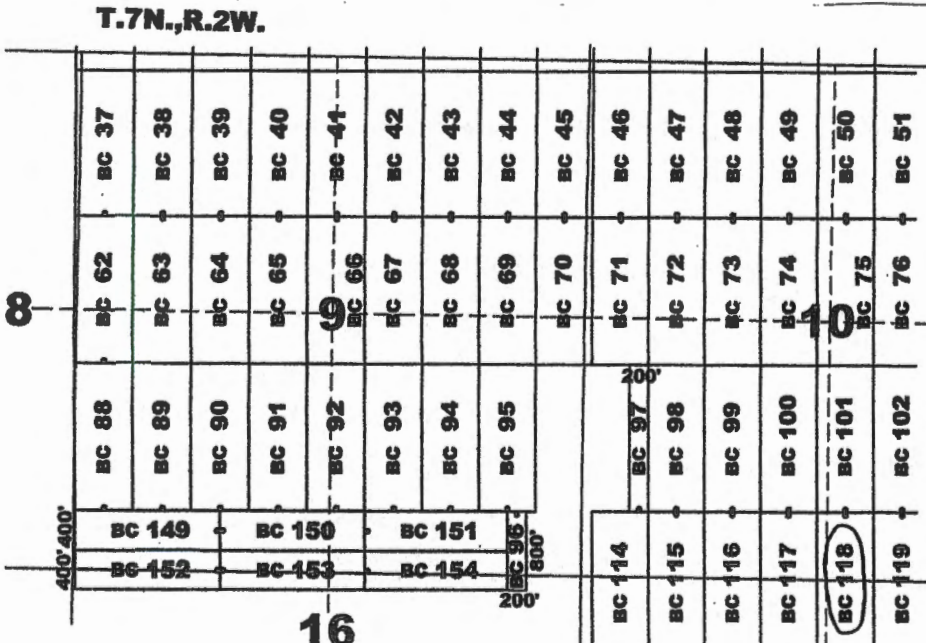 T.7N.,R.2W.
BC 37 BC 38 BC 39 BC 40 BC 41 BC 42 BC 43 BC 44 BC 45 BC 46 BC 47 BC 48 BC 49 BC 50 BC 51
BC 62 BC 63 BC 64 BC 65 BC 66 BC 67 BC 68 BC 69 BC 70 BC 71 BC 72 BC 73 BC 74 BC 75 BC 76
8 9 10
200'
BC 88 BC 89 BC 90 BC 91 BC 92 BC 93 BC 94 BC 95 BC 97 BC 98 BC 99 BC 100 BC 101 BC 102
400' BC 149 BC 150 BC 151
400' BC 152 BC 153 BC 154 BC 96 800' BC 114 BC 115 BC 116 BC 117 BC 118 BC 119
200'
16